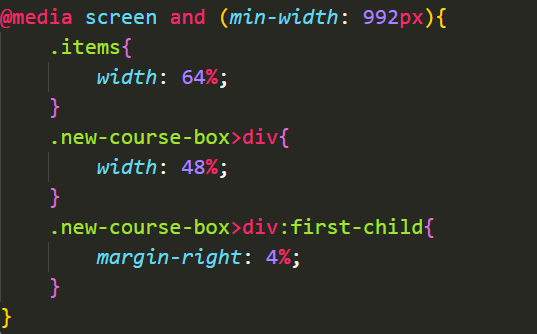 @media screen and (min-width: 992px){
    .items{
        width: 64%;
    }
    .new-course-box>div{
        width: 48%;
    }
    .new-course-box>div:first-child{
        margin-right: 4%;
    }
}